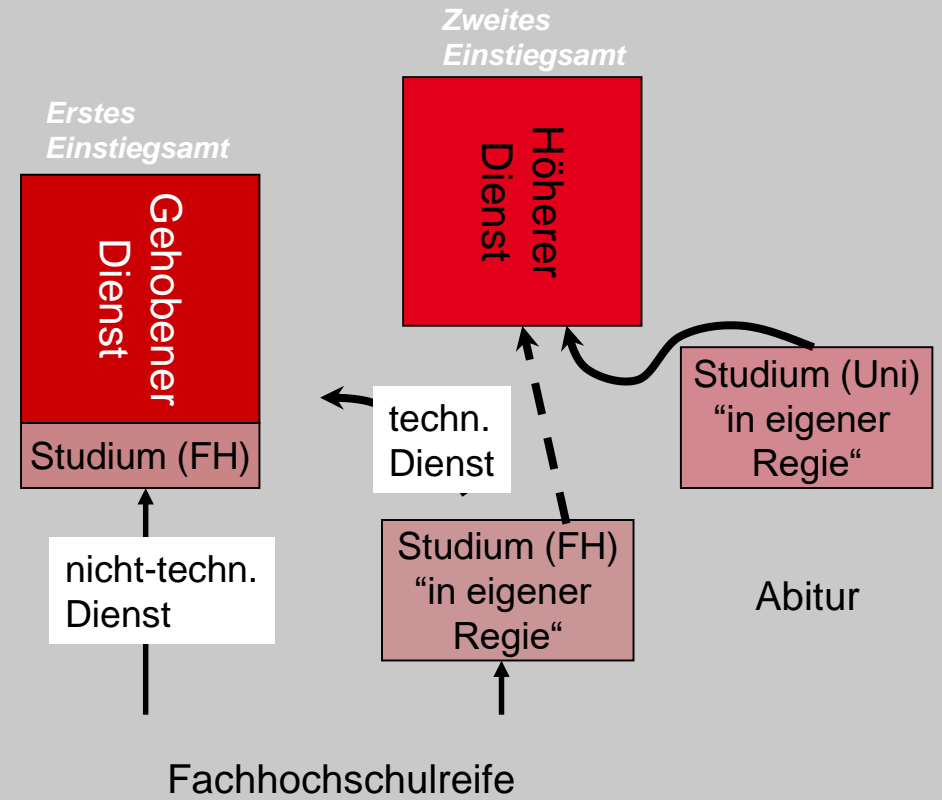 Zweites
Einstiegsamt
Erstes
Einstiegsamt
Höherer
Dienst
Gehobener
Dienst
Studium (Uni)
“in eigener
Regie“
techn.
Dienst
Studium (FH)
Studium (FH)
“in eigener
Regie“
nicht-techn.
Dienst
Abitur
Fachhochschulreife